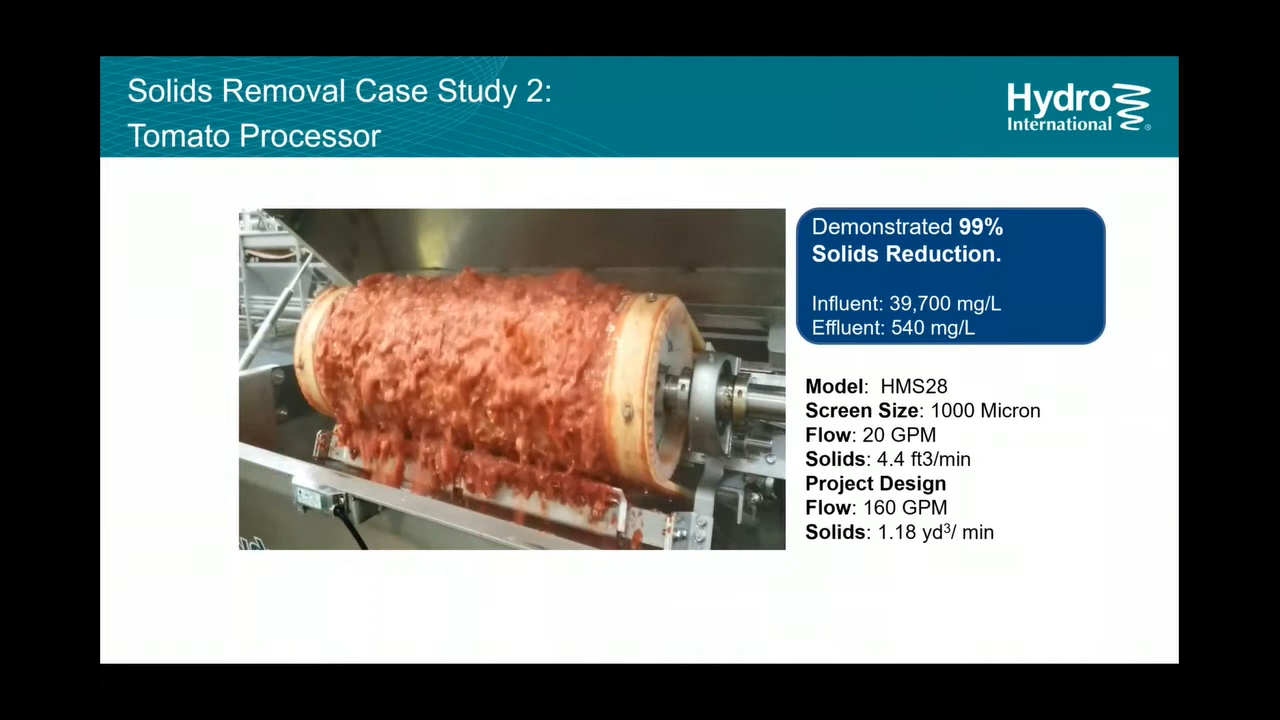 Solids Removal Case Study 2:
Tomato Processor
Hydro
International
®
Demonstrated 99%
Solids Reduction.
Influent: 39,700 mg/L
Effluent: 540 mg/L
Model:  HMS28
Screen Size: 1000 Micron
Flow: 20 GPM
Solids: 4.4 ft3/min
Project Design
Flow: 160 GPM
Solids: 1.18 yd³/ min